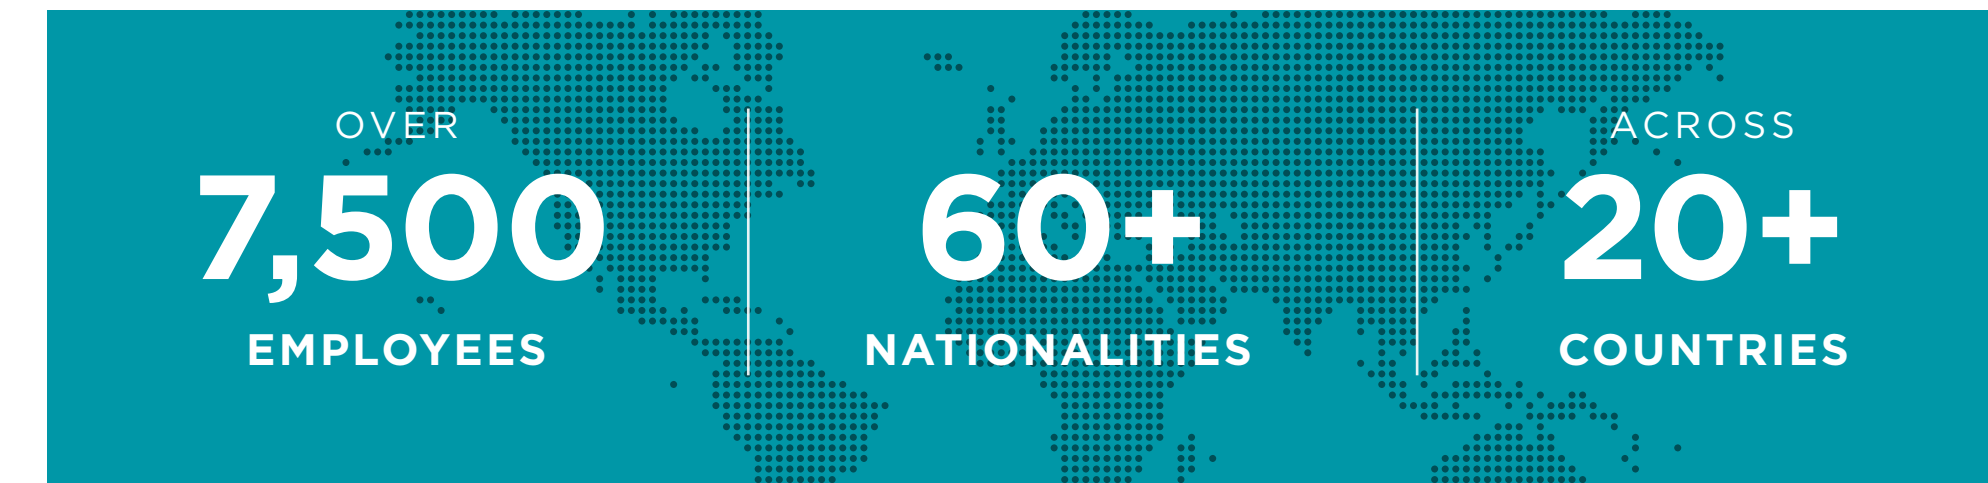 OVER
7,500
EMPLOYEES
60+
NATIONALITIES
ACROSS
20+
COUNTRIES